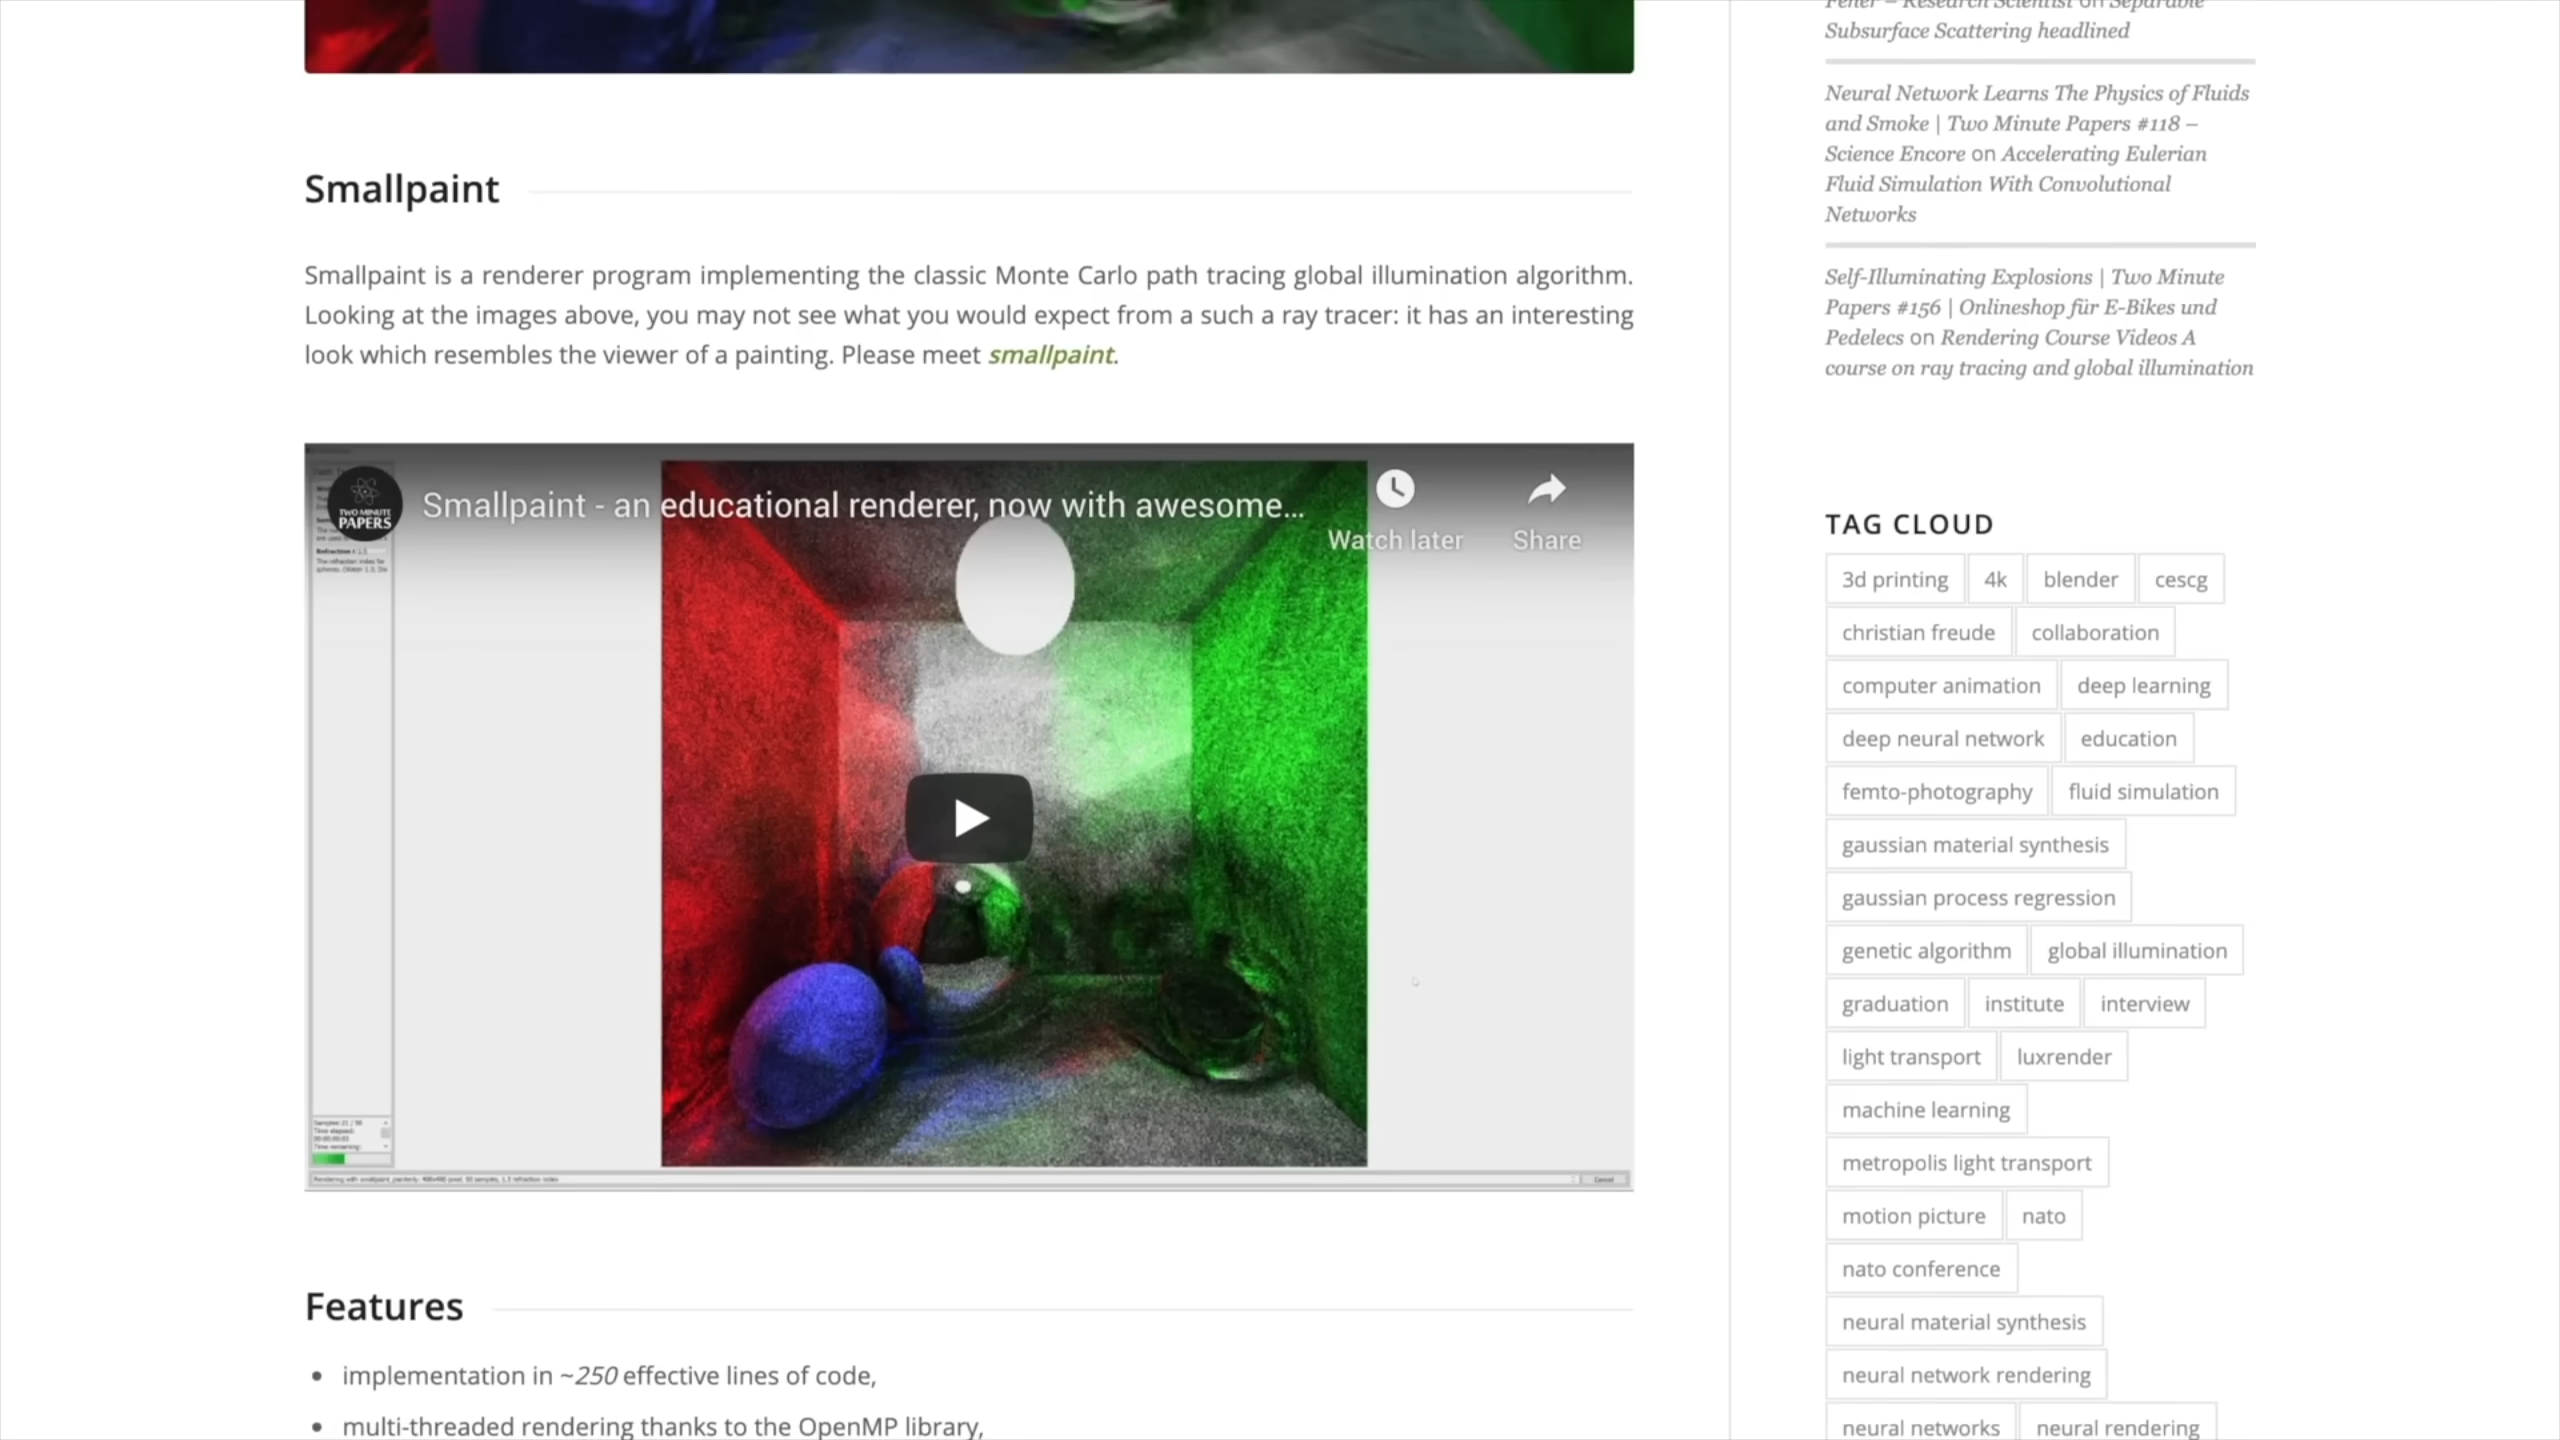 Smallpaint
Smallpaint is a renderer program implementing the classic Monte Carlo path tracing global illumination algorithm.
Looking at the images above, you may not see what you would expect from a such a ray tracer: it has an interesting
look which resembles the viewer of a painting. Please meet smallpaint.
TWO MINUTE
PAPERS
Smallpaint - an educational renderer, now with awesome...
Watch later
Share
Features
implementation in ~250 effective lines of code,
multi-threaded rendering thanks to the OpenMP library,
Feher – Research Scientist on Separable
Subsurface Scattering headlined
Neural Network Learns The Physics of Fluids
and Smoke | Two Minute Papers #118 –
Science Encore on Accelerating Eulerian
Fluid Simulation With Convolutional
Networks
Self-Illuminating Explosions | Two Minute
Papers #156 | Onlineshop für E-Bikes und
Pedelecs on Rendering Course Videos A
course on ray tracing and global illumination
TAG CLOUD
3d printing 4k blender cescg
christian freude collaboration
computer animation deep learning
deep neural network education
femto-photography fluid simulation
gaussian material synthesis
gaussian process regression
genetic algorithm global illumination
graduation institute interview
light transport luxrender
machine learning
metropolis light transport
motion picture nato
nato conference
neural material synthesis
neural network rendering
neural networks neural rendering